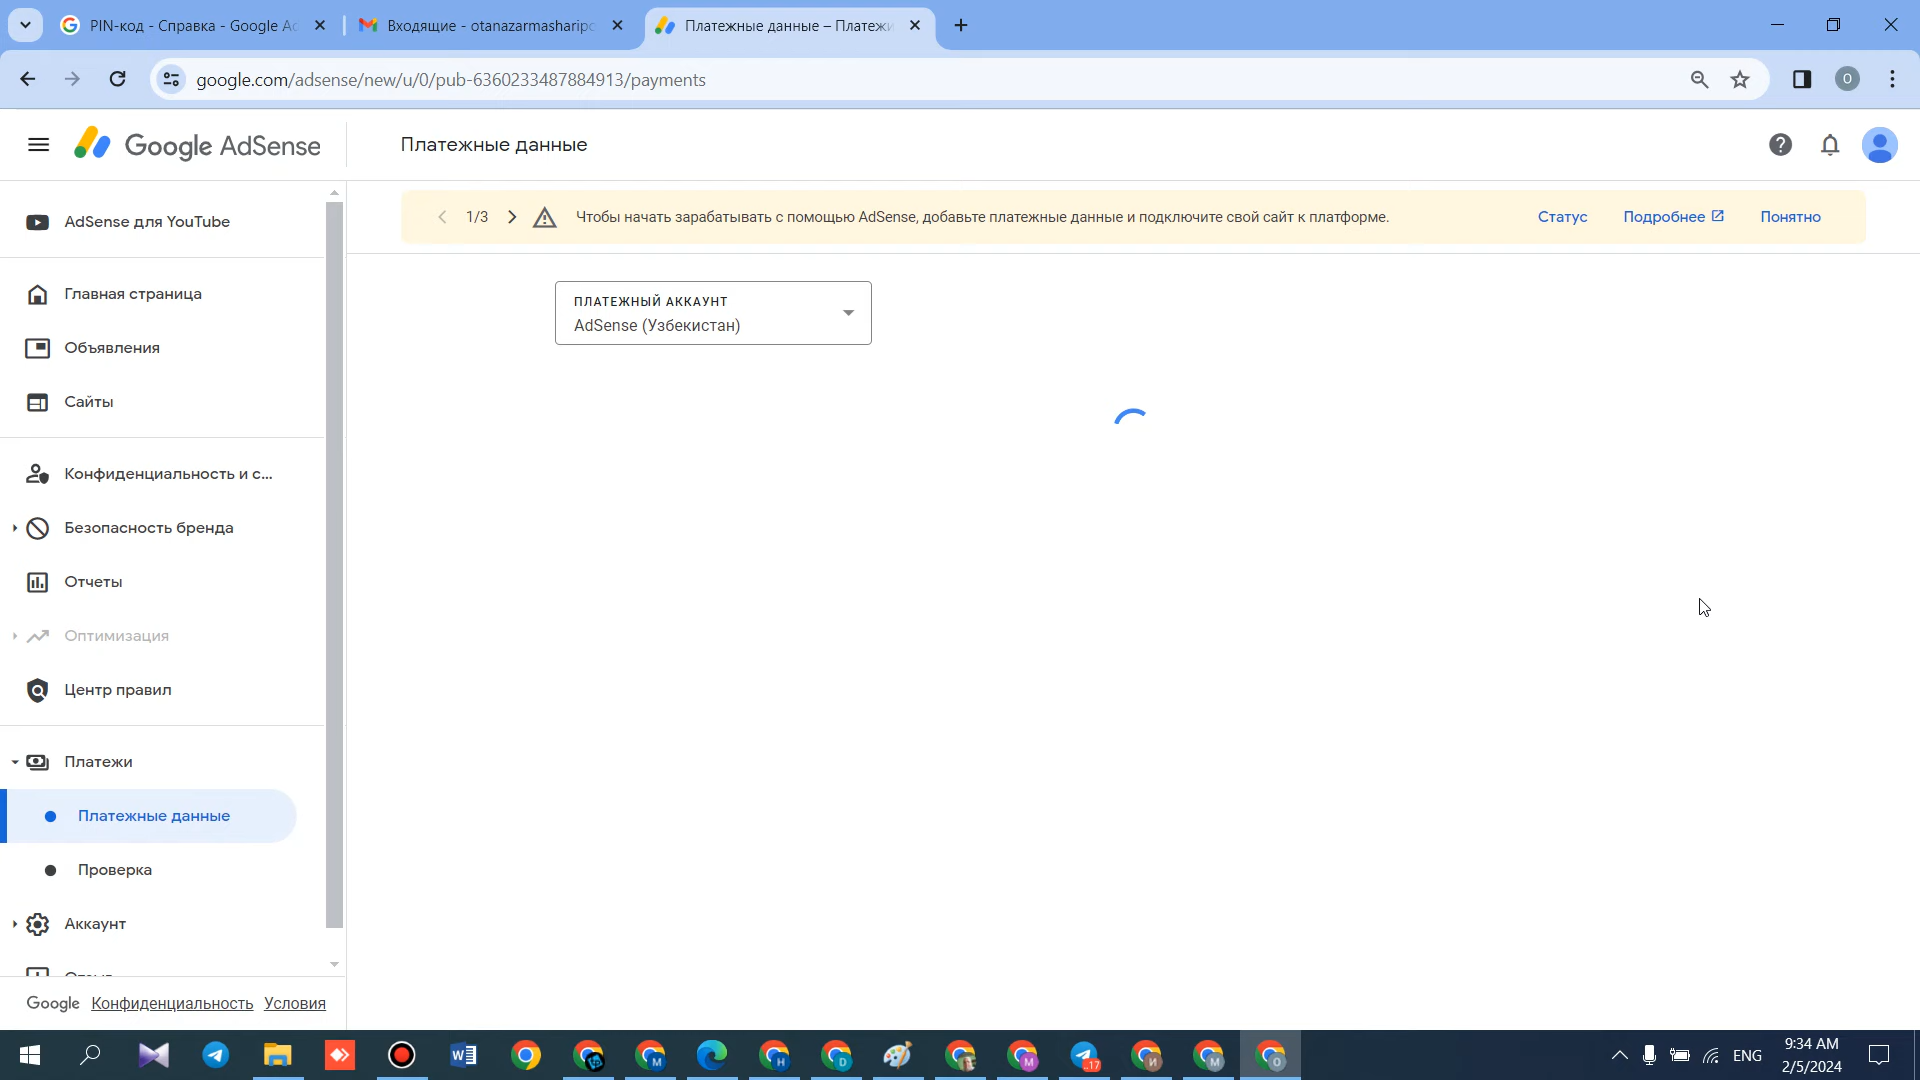 PIN-код - Справка - Google Ad
Входящие - otanazarmasharipo
Платежные данные – Платежи
google.com/adsense/new/u/0/pub-6360233487884913/payments
O
Google AdSense
Платежные данные
AdSense для YouTube
1/3
Чтобы начать зарабатывать с помощью AdSense, добавьте платежные данные и подключите свой сайт к платформе.
Статус
Подробнее
Понятно
Главная страница
ПЛАТЕЖНЫЙ АККАУНТ
AdSense (Узбекистан)
Объявления
Сайты
Конфиденциальность и с...
Безопасность бренда
Отчеты
Оптимизация
Центр правил
Платежи
Платежные данные
Проверка
Аккаунт
Google Конфиденциальность Условия
ENG
9:34 AM
2/5/2024